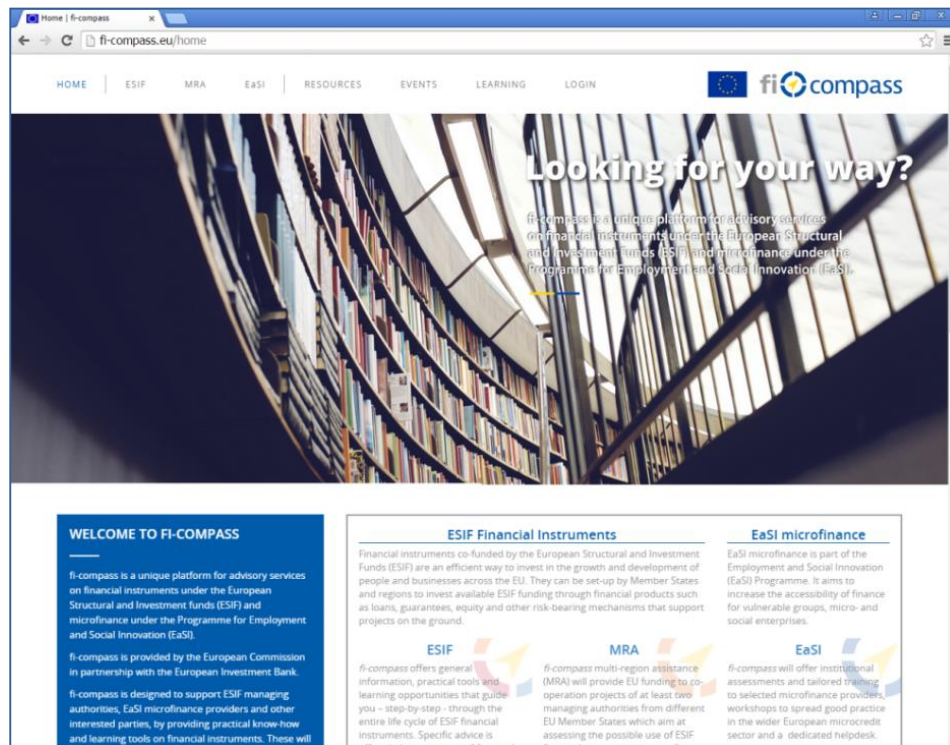 Home | fi-compass
fi-compass.eu/home
HOME
ESIF
MRA
EaSI
RESOURCES
EVENTS
LEARNING
LOGIN
fi compass
Looking for your way?
fi-compass is a unique platform for advisory services
on financial instruments under the European Structural
and Investment Funds (ESIF) and microfinance under the
Programme for Employment and Social Innovation (EaSI).
WELCOME TO FI-COMPASS
fi-compass is a unique platform for advisory services
on financial instruments under the European
Structural and Investment funds (ESIF) and
microfinance under the Programme for Employment
and Social Innovation (EaSI).
fi-compass is provided by the European Commission
in partnership with the European Investment Bank.
fi-compass is designed to support ESIF managing
authorities, EaSI microfinance providers and other
interested parties, by providing practical know-how
and learning tools on financial instruments. These will
ESIF Financial Instruments
Financial instruments co-funded by the European Structural and Investment
Funds (ESIF) are an efficient way to invest in the growth and development of
people and businesses across the EU. They can be set-up by Member States
and regions to invest available ESIF funding through financial products such
as loans, guarantees, equity and other risk-bearing mechanisms that support
projects on the ground.
EaSI microfinance
EaSI microfinance is part of the
Employment and Social Innovation
(EaSI) Programme. It aims to
increase the accessibility of finance
for vulnerable groups, micro- and
social enterprises.
ESIF
fi-compass offers general
information, practical tools and
learning opportunities that guide
you – step-by-step - through the
entire life cycle of ESIF financial
instruments. Specific advice is
MRA
fi-compass multi-region assistance
(MRA) will provide EU funding to co-
operation projects of at least two
managing authorities from different
EU Member States which aim at
assessing the possible use of ESIF
EaSI
fi-compass will offer institutional
assessments and tailored training
to selected microfinance providers,
workshops to spread good practice
in the wider European microcredit
sector and a dedicated helpdesk.